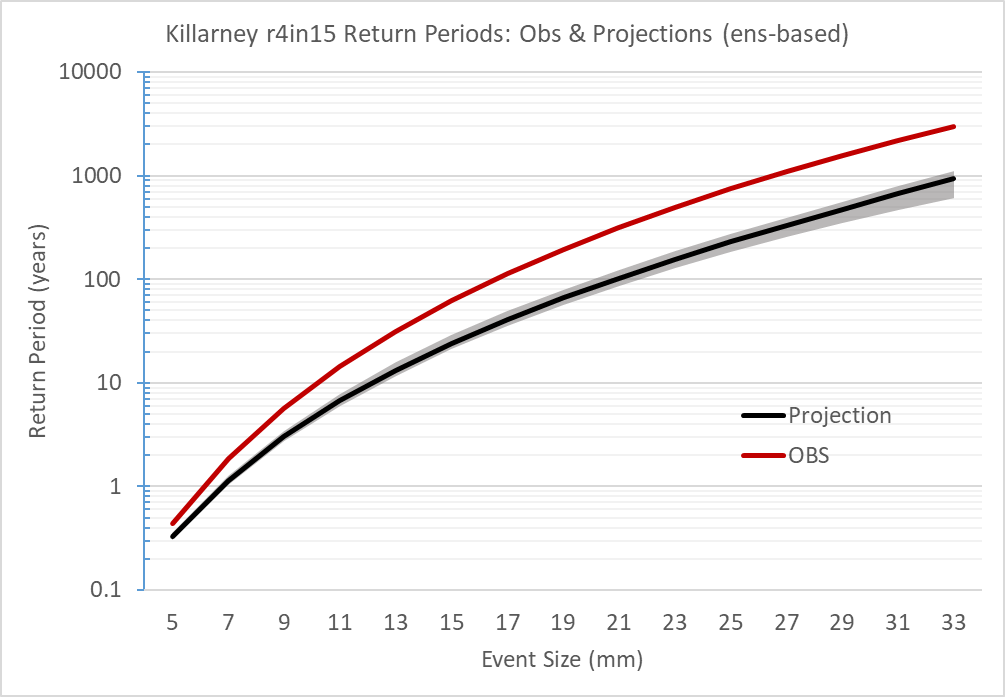 Killarney r4in15 Return Periods: Obs & Projections (ens-based)
10000
1000
100
10
1
0.1
Return Period (years)
Projection
OBS
5 7 9 11 13 15 17 19 21 23 25 27 29 31 33
Event Size (mm)